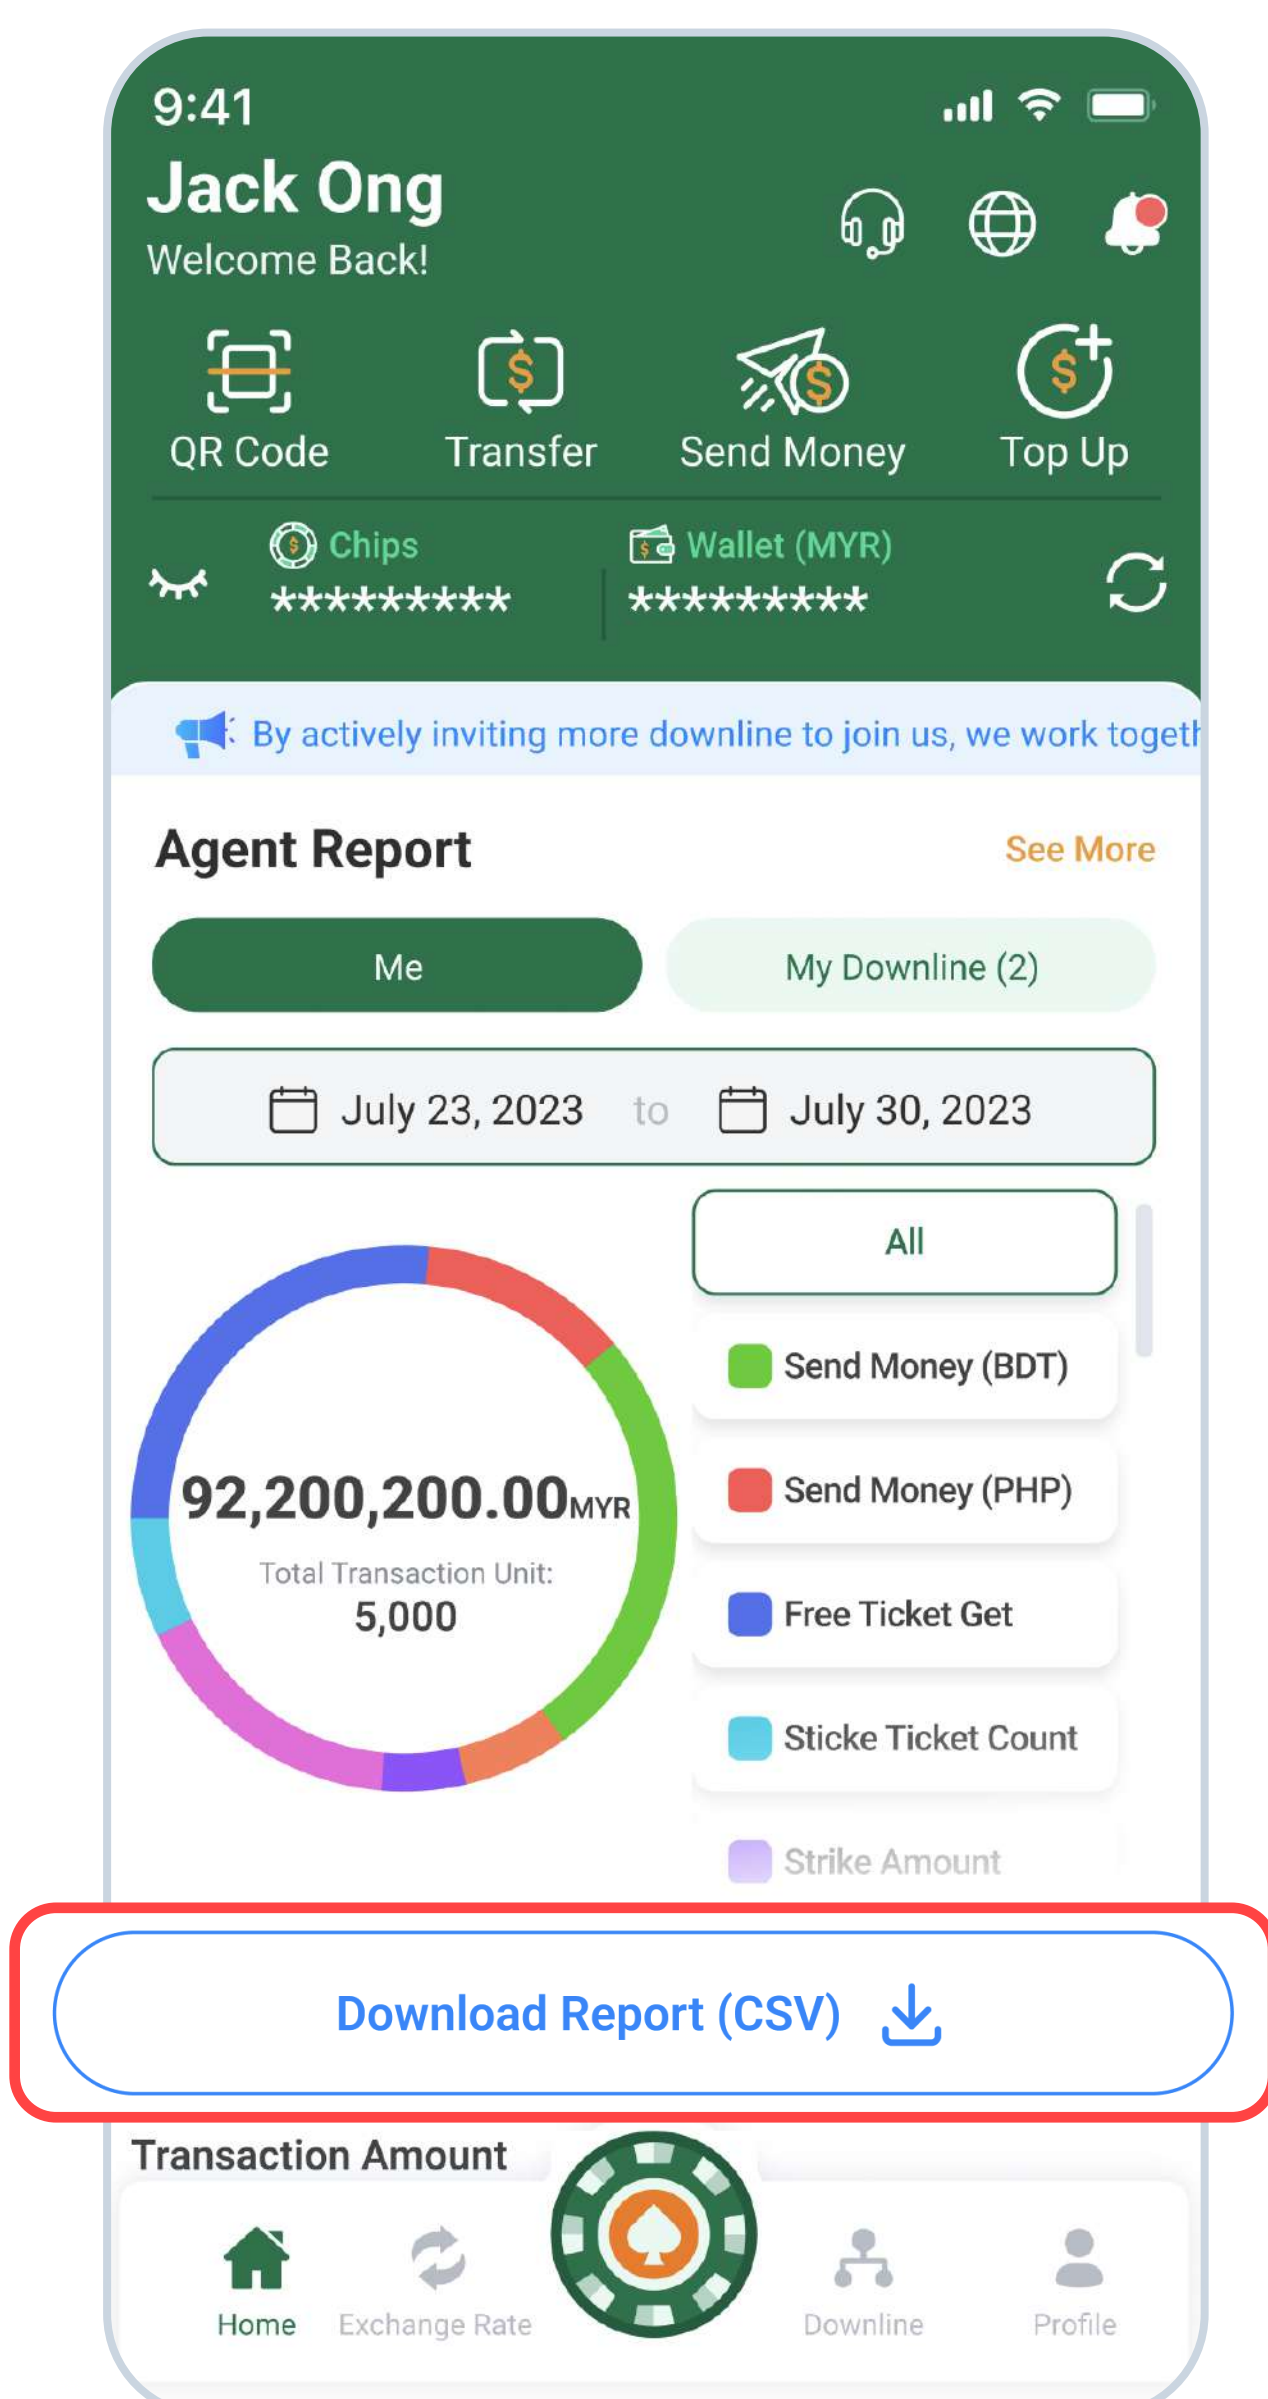 9:41
Jack Ong
Welcome Back!
QR Code
Transfer
Send Money
Top Up
Chips
*********
Wallet (MYR)
*********
By actively inviting more downline to join us, we work togeth
Agent Report
See More
Me
My Downline (2)
July 23, 2023 to July 30, 2023
All
Send Money (BDT)
Send Money (PHP)
Free Ticket Get
Sticke Ticket Count
Strike Amount
92,200,200.00 MYR
Total Transaction Unit:
5,000
Download Report (CSV)
Transaction Amount
Home
Exchange Rate
Downline
Profile